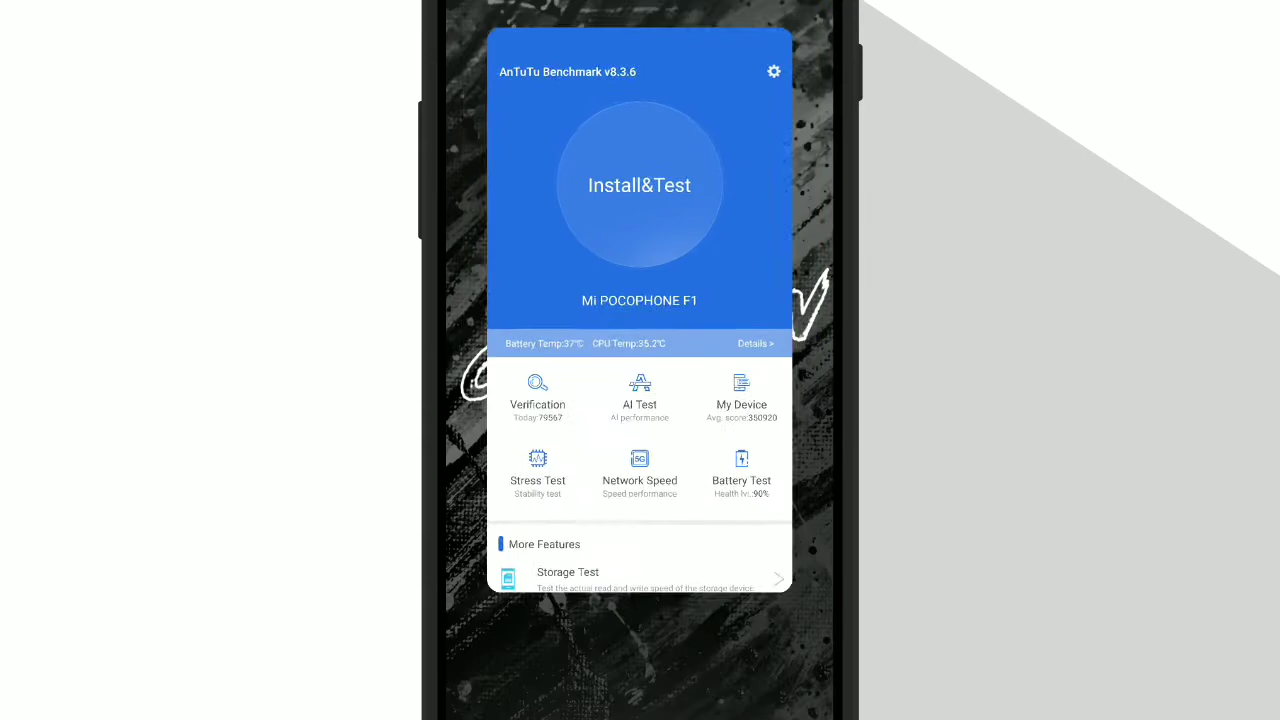 AnTuTu Benchmark v8.3.6
Install&Test
Mi POCOPHONE F1
Battery Temp:37℃ CPU Temp:35.2℃ Details >
Verification AI Test My Device
Today:79567 AI performance Avg. score:350920
Stress Test Network Speed Battery Test
Stability test Speed performance Health lvl.:90%
More Features
Storage Test
Test the actual read and write speed of the storage device.